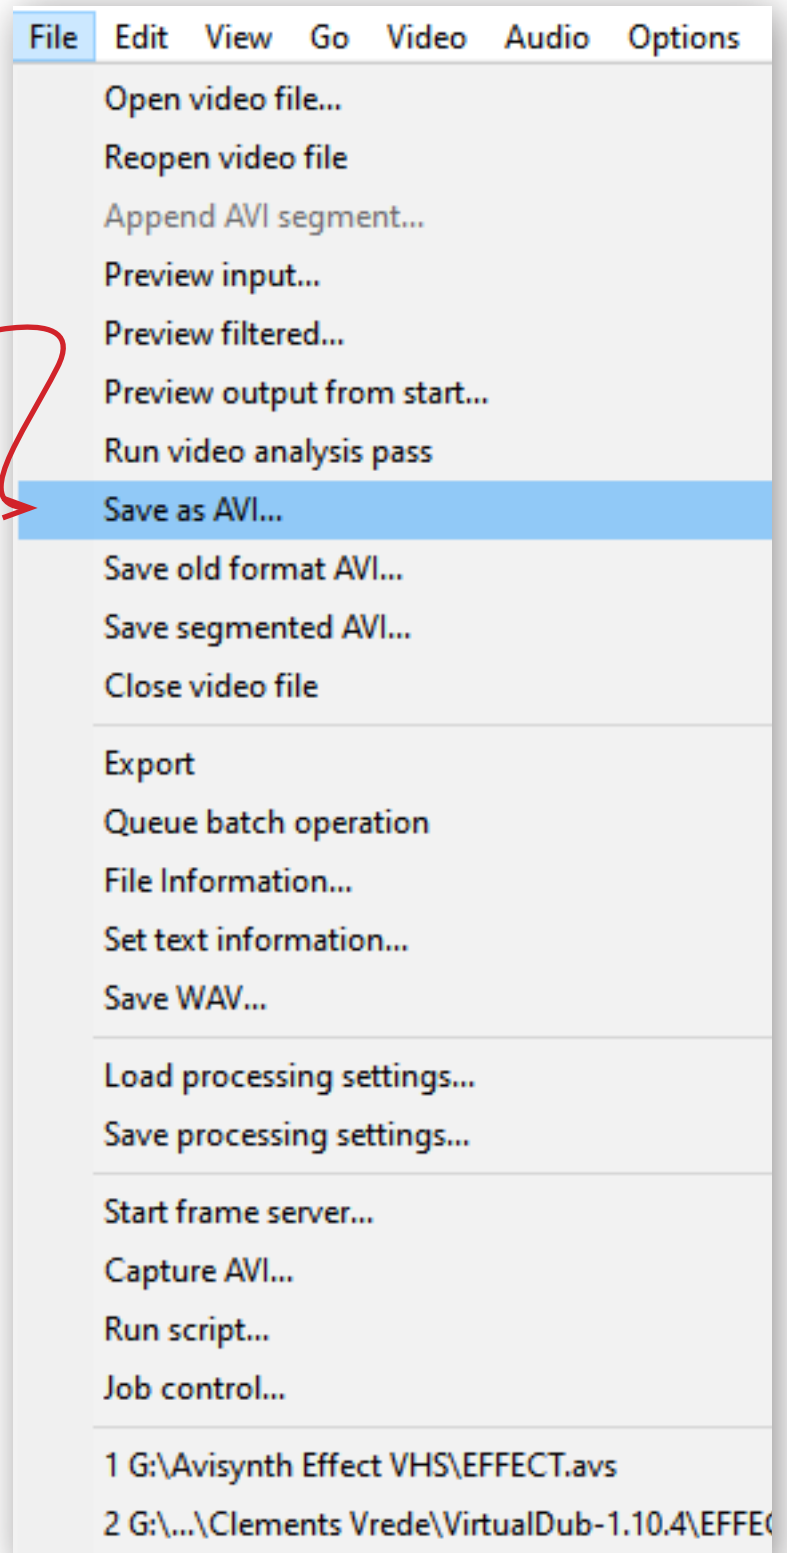 File Edit View Go Video Audio Options
Open video file...
Reopen video file
Append AVI segment...
Preview input...
Preview filtered...
Preview output from start...
Run video analysis pass
Save as AVI...
Save old format AVI...
Save segmented AVI...
Close video file
Export
Queue batch operation
File Information...
Set text information...
Save WAV...
Load processing settings...
Save processing settings...
Start frame server...
Capture AVI...
Run script...
Job control...
1 G:\Avisynth Effect VHS\EFFECT.avs
2 G:\...\Clements Vrede\VirtualDub-1.10.4\EFFE